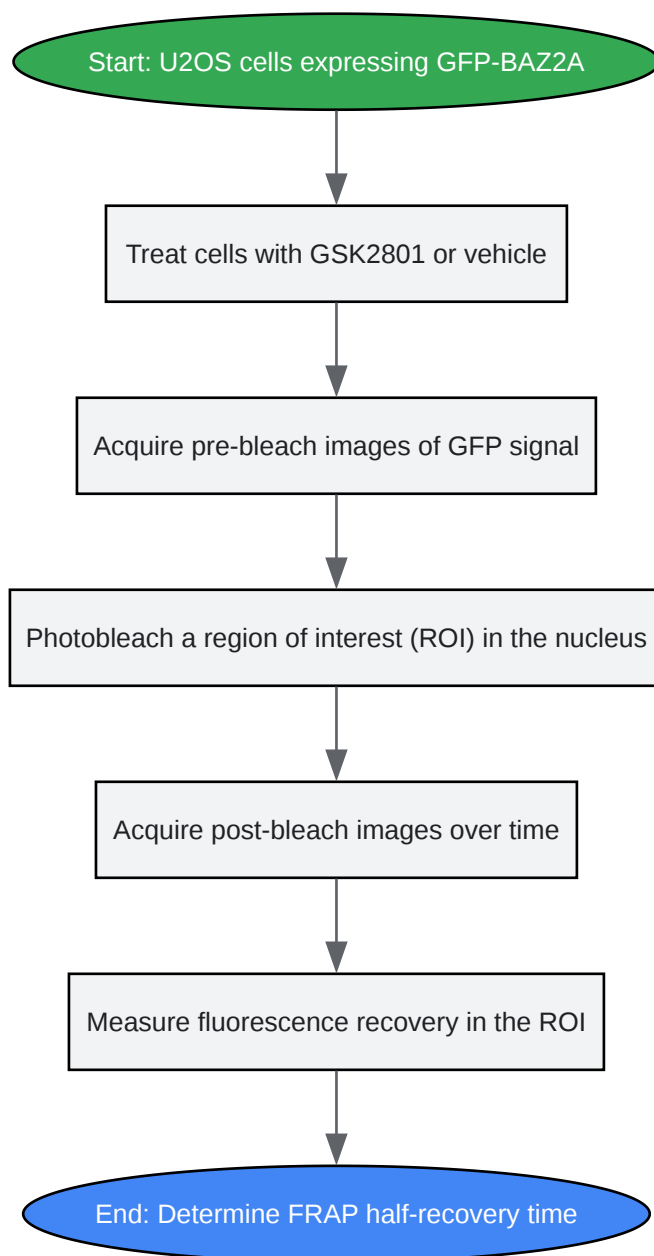 Start: U2OS cells expressing GFP-BAZ2A
Treat cells with GSK2801 or vehicle
Acquire pre-bleach images of GFP signal
Photobleach a region of interest (ROI) in the nucleus
Acquire post-bleach images over time
Measure fluorescence recovery in the ROI
End: Determine FRAP half-recovery time